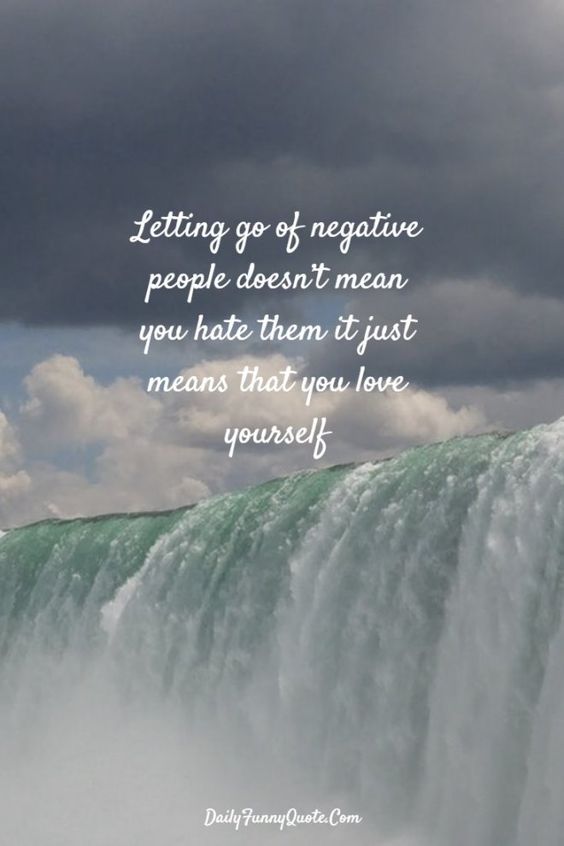 Letting go of negative
people doesn't mean
you hate them it just
means that you love
yourself
DailyFunnyQuote.Com